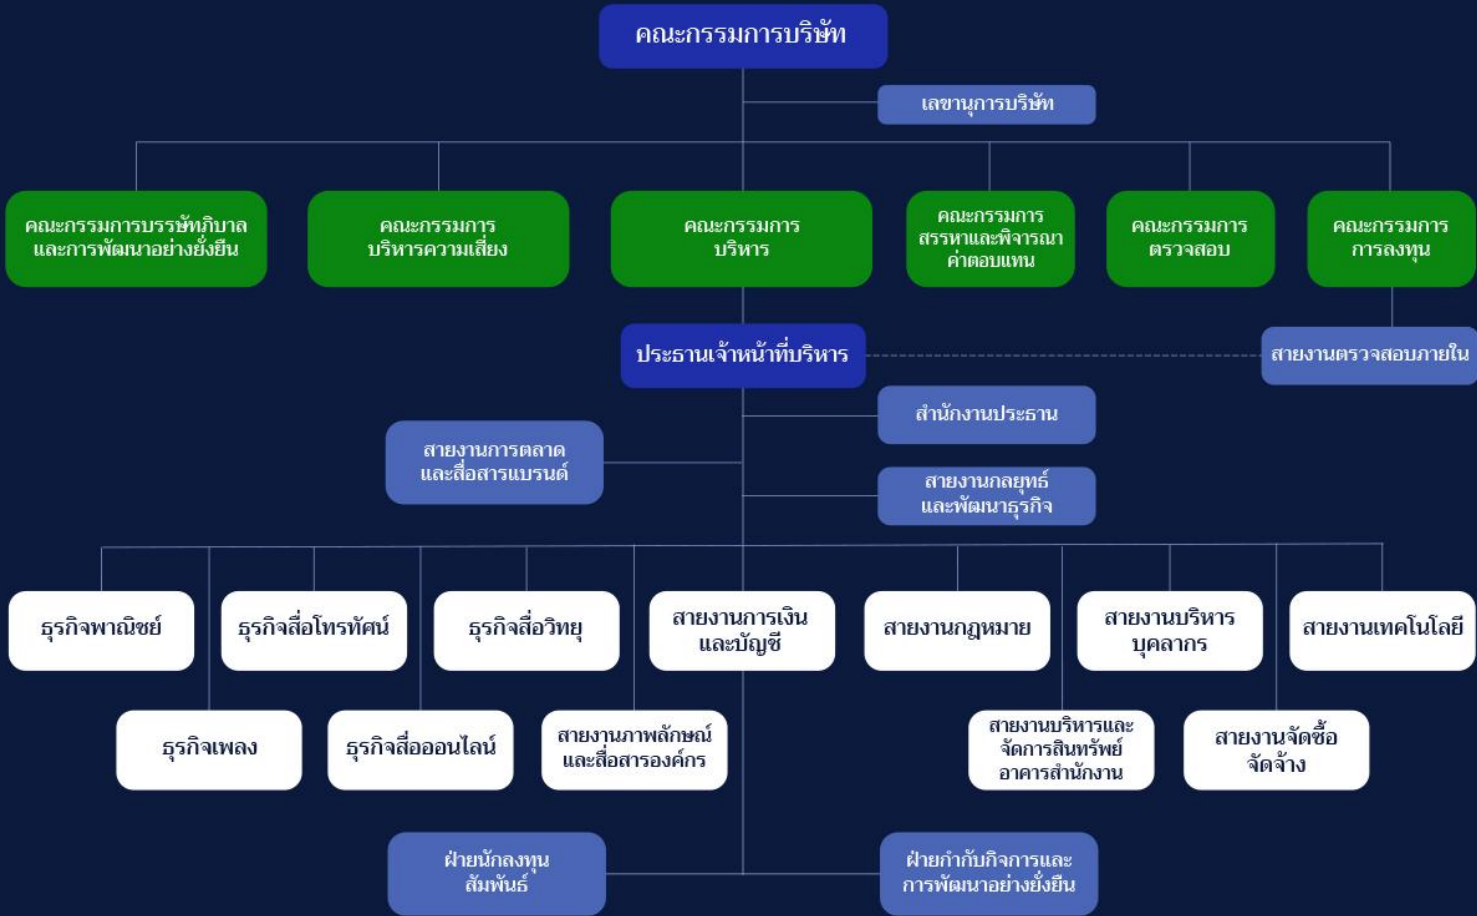 คณะกรรมการบริษัท
เลขานุการบริษัท
คณะกรรมการบรรษัทภิบาล
และการพัฒนาอย่างยั่งยืน
คณะกรรมการ
บริหารความเสี่ยง
คณะกรรมการ
บริหาร
คณะกรรมการ
สรรหาและพิจารณา
ค่าตอบแทน
คณะกรรมการ
ตรวจสอบ
คณะกรรมการ
การลงทุน
ประธานเจ้าหน้าที่บริหาร
สายงานตรวจสอบภายใน
สำนักงานประธาน
สายงานการตลาด
และสื่อสารแบรนด์
สายงานกลยุทธ์
และพัฒนาธุรกิจ
ธุรกิจพาณิชย์
ธุรกิจสื่อโทรทัศน์
ธุรกิจสื่อวิทยุ
สายงานการเงิน
และบัญชี
สายงานกฎหมาย
สายงานบริหาร
บุคลากร
สายงานเทคโนโลยี
ธุรกิจเพลง
ธุรกิจสื่อออนไลน์
สายงานภาพลักษณ์
และสื่อสารองค์กร
สายงานบริหารและ
จัดการสินทรัพย์
อาคารสำนักงาน
สายงานจัดซื้อ
จัดจ้าง
ฝ่ายนักลงทุน
สัมพันธ์
ฝ่ายกำกับกิจการและ
การพัฒนาอย่างยั่งยืน